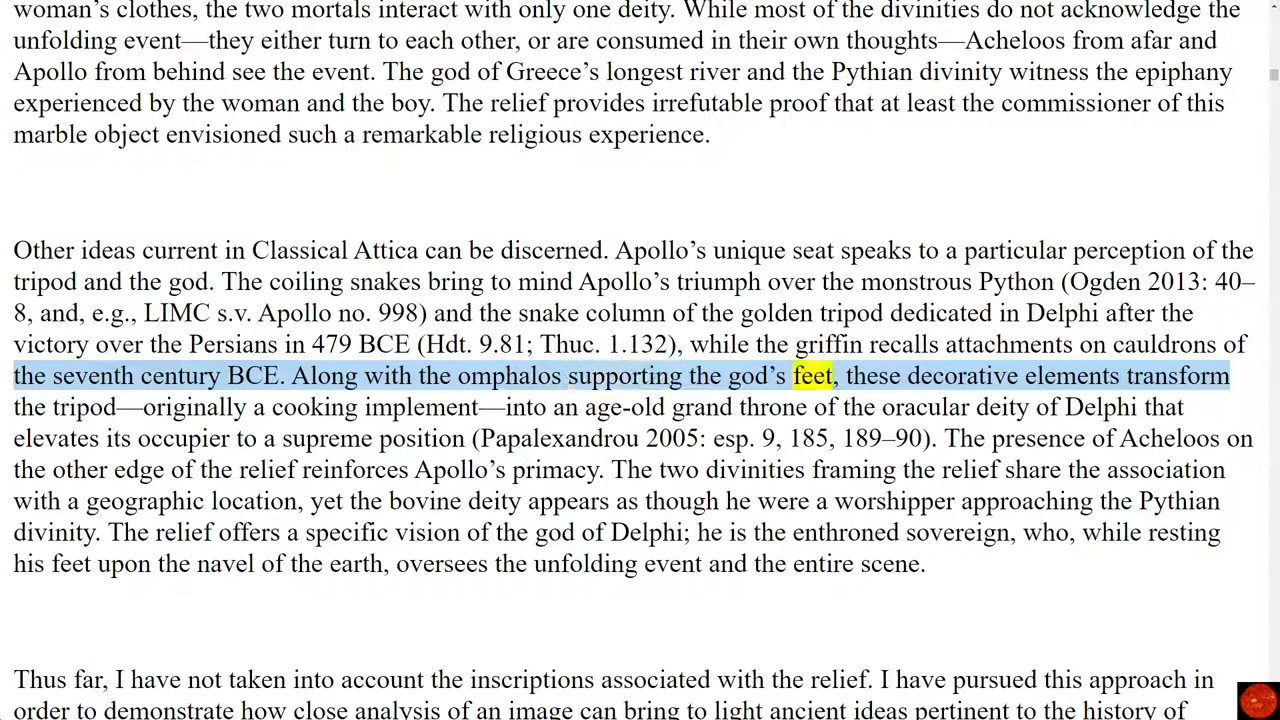 woman’s clothes, the two mortals interact with only one deity. While most of the divinities do not acknowledge the
unfolding event—they either turn to each other, or are consumed in their own thoughts—Acheloos from afar and
Apollo from behind see the event. The god of Greece’s longest river and the Pythian divinity witness the epiphany
experienced by the woman and the boy. The relief provides irrefutable proof that at least the commissioner of this
marble object envisioned such a remarkable religious experience.
Other ideas current in Classical Attica can be discerned. Apollo’s unique seat speaks to a particular perception of the
tripod and the god. The coiling snakes bring to mind Apollo’s triumph over the monstrous Python (Ogden 2013: 40–
8, and, e.g., LIMC s.v. Apollo no. 998) and the snake column of the golden tripod dedicated in Delphi after the
victory over the Persians in 479 BCE (Hdt. 9.81; Thuc. 1.132), while the griffin recalls attachments on cauldrons of
the seventh century BCE. Along with the omphalos supporting the god’s feet, these decorative elements transform
the tripod—originally a cooking implement—into an age-old grand throne of the oracular deity of Delphi that
elevates its occupier to a supreme position (Papalexandrou 2005: esp. 9, 185, 189–90). The presence of Acheloos on
the other edge of the relief reinforces Apollo’s primacy. The two divinities framing the relief share the association
with a geographic location, yet the bovine deity appears as though he were a worshipper approaching the Pythian
divinity. The relief offers a specific vision of the god of Delphi; he is the enthroned sovereign, who, while resting
his feet upon the navel of the earth, oversees the unfolding event and the entire scene.
Thus far, I have not taken into account the inscriptions associated with the relief. I have pursued this approach in
order to demonstrate how close analysis of an image can bring to light ancient ideas pertinent to the history of